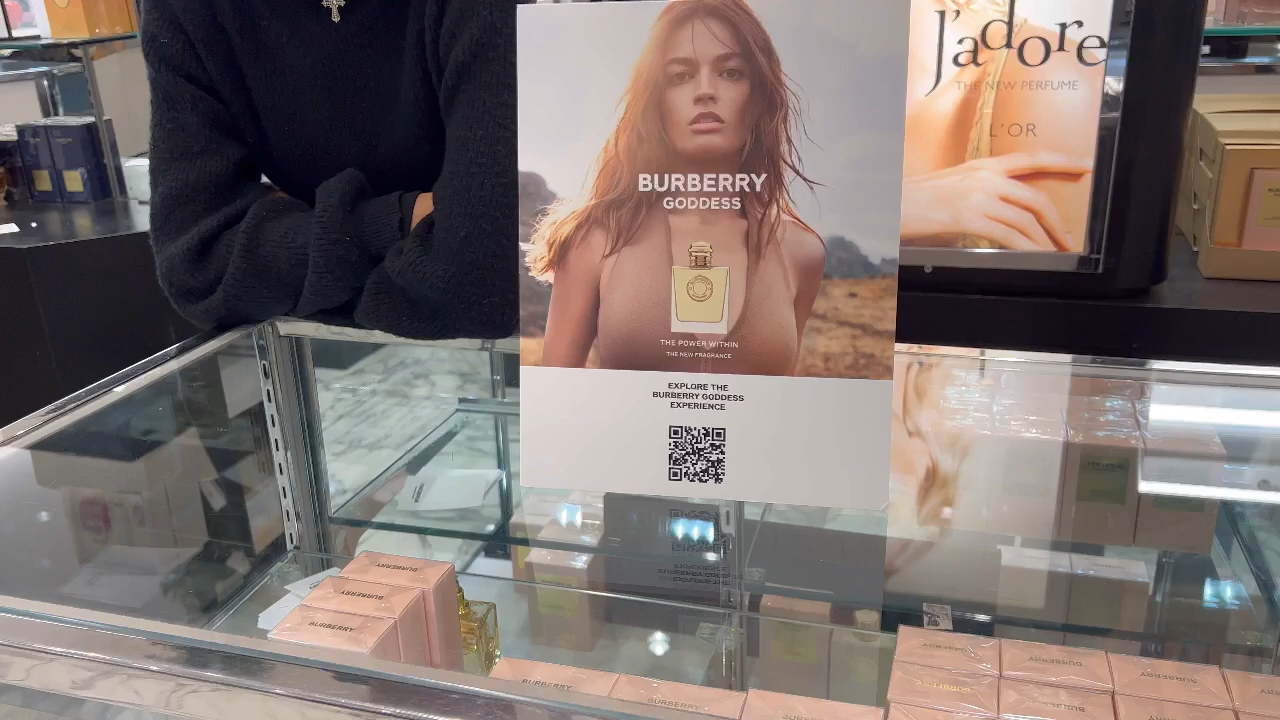 BURBERRY
GODDESS
THE POWER WITHIN
THE NEW FRAGRANCE
EXPLORE THE
BURBERRY GODDESS
EXPERIENCE
J'adore
THE NEW PERFUME
L'OR
BURBERRY
BURBERRY
BURBERRY
BURBERRY
BURBERRY
BURBERRY
BURBERRY
BURBERRY